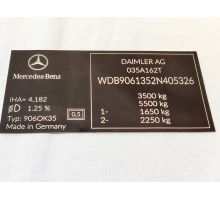 DAIMLER AG
035A162T
WDB9061352N405326
Mercedes-Benz
3500 kg
5500 kg
iHA= 4,182
1- 1650 kg
1.25 % 0,5
2- 2250 kg
Typ: 906OK35
Made in Germany